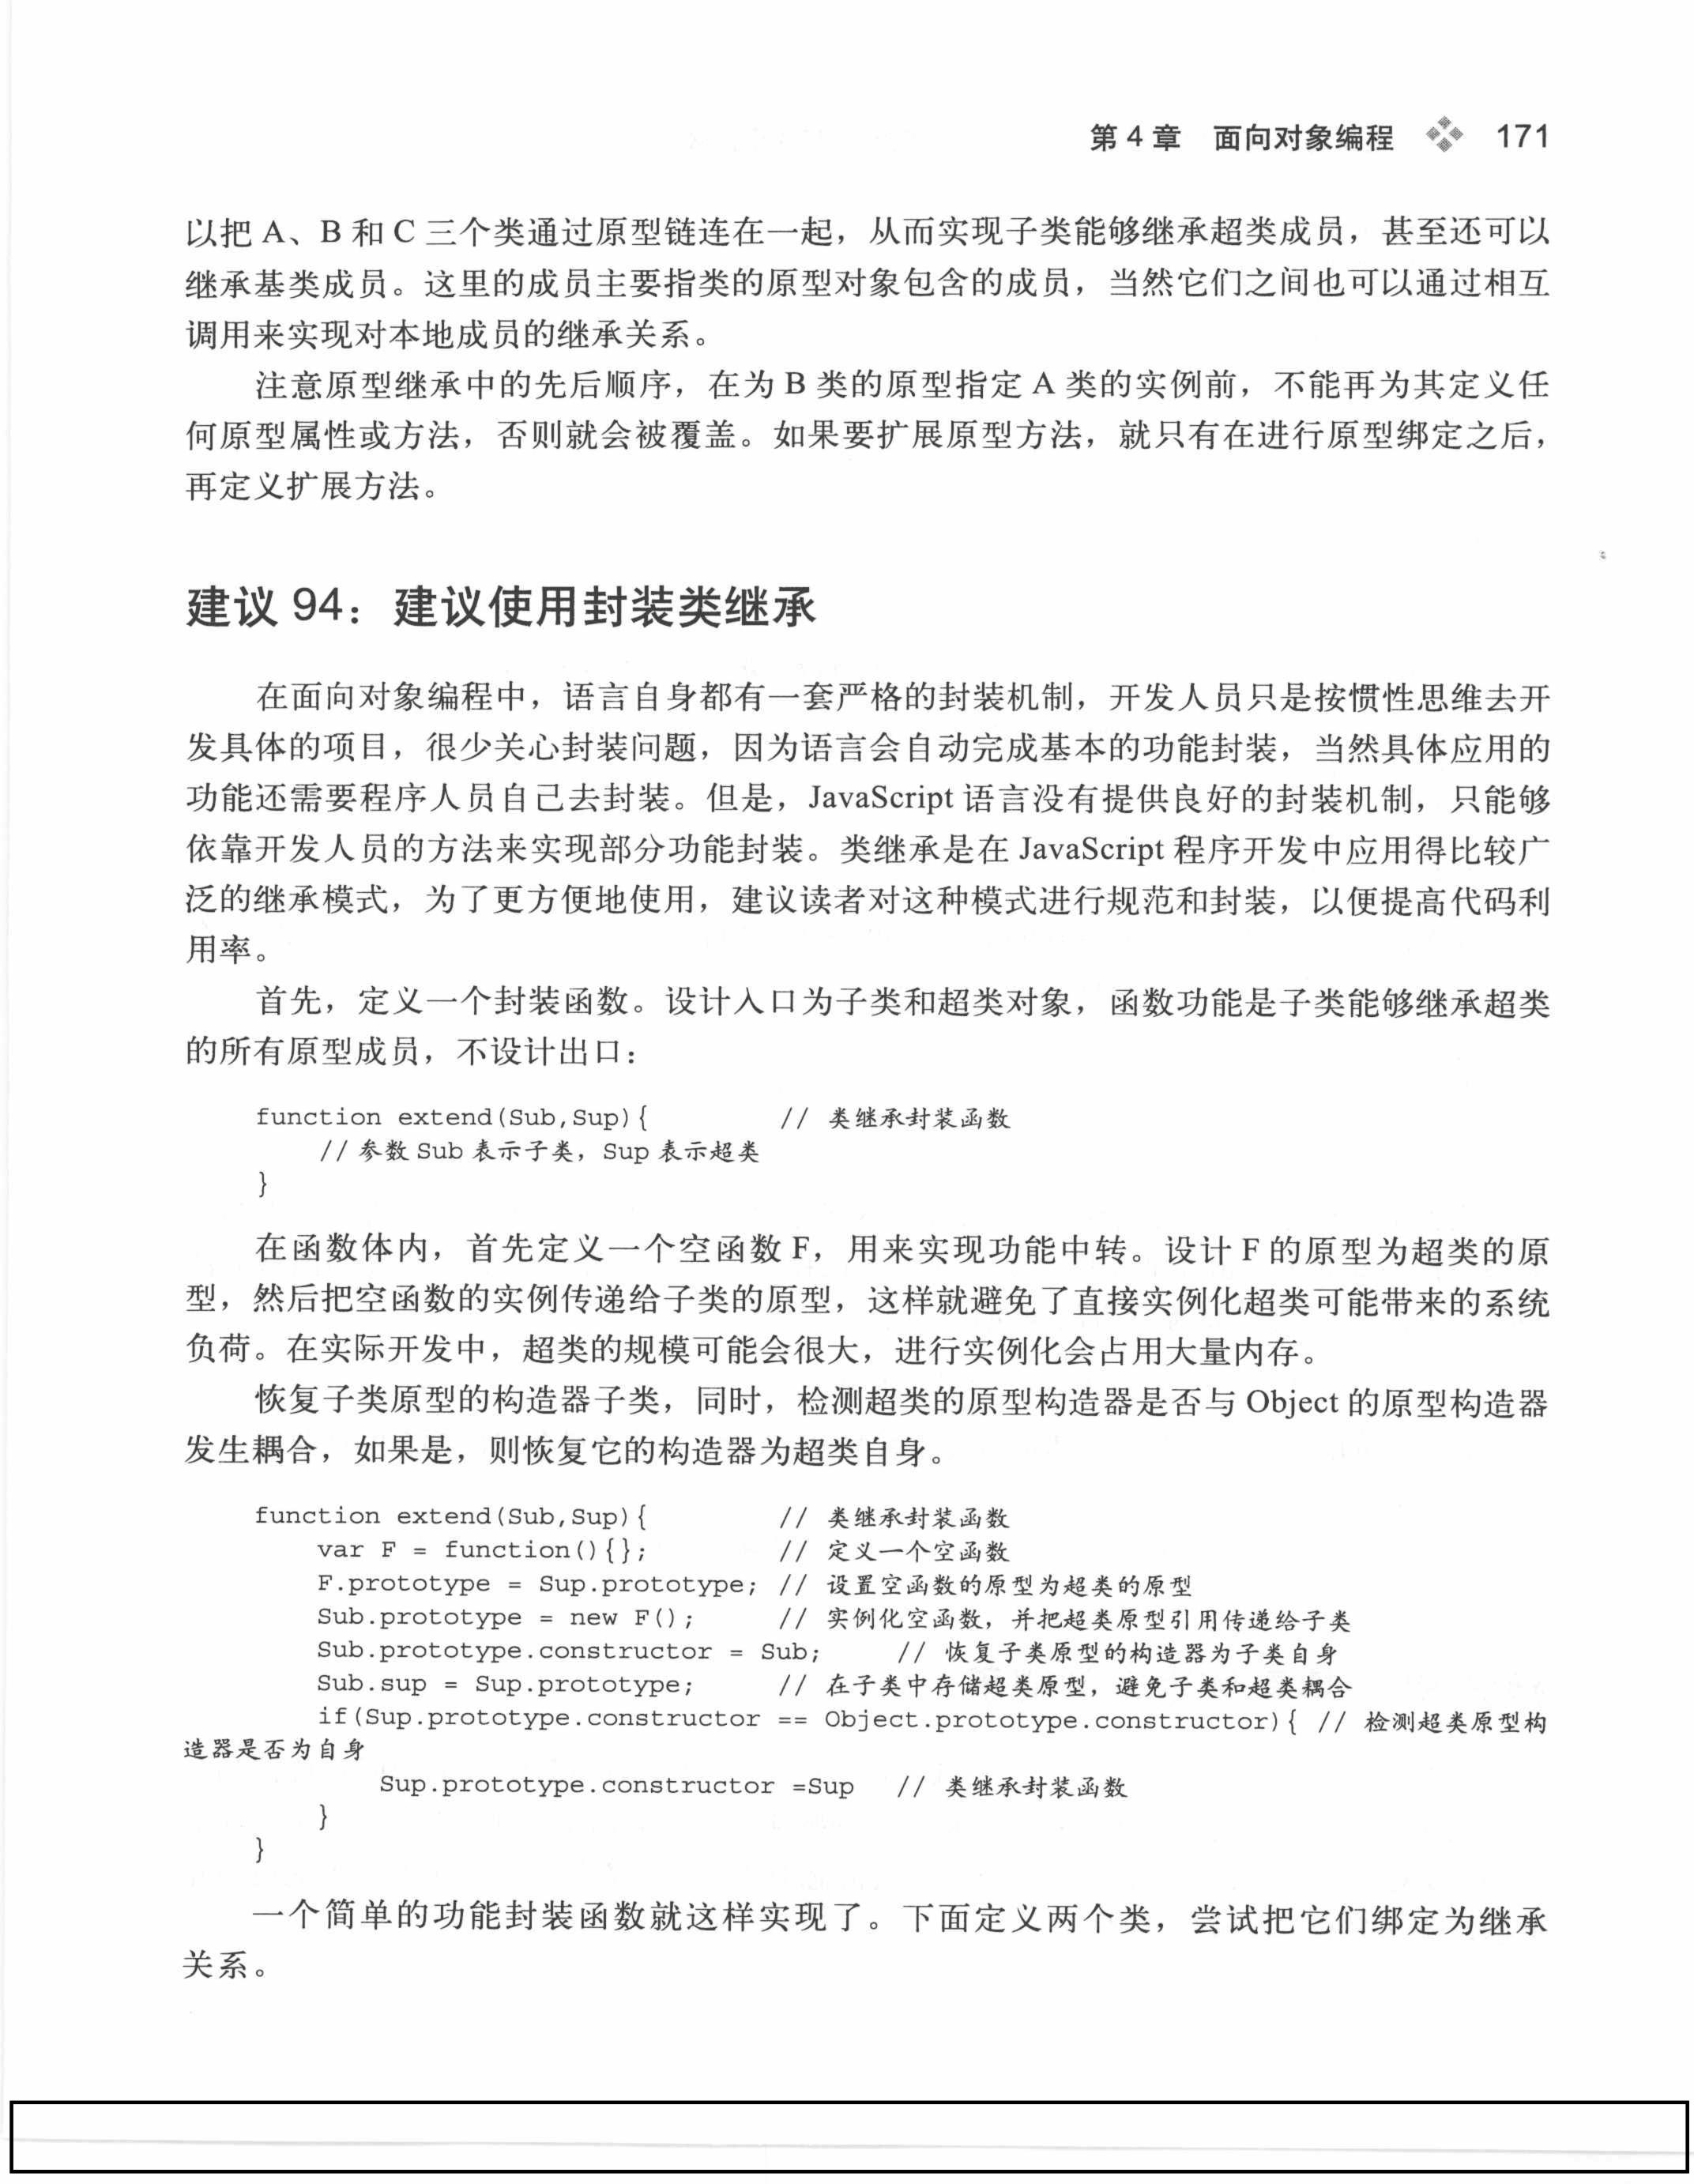 第 4 章 面向对象编程 171
以把 A、B 和 C 三个类通过原型链连在一起，从而实现子类能够继承超类成员，甚至还可以
继承基类成员。这里的成员主要指类的原型对象包含的成员，当然它们之间也可以通过相互
调用来实现对本地成员的继承关系。
注意原型继承中的先后顺序，在为 B 类的原型指定 A 类的实例前，不能再为其定义任
何原型属性或方法，否则就会被覆盖。如果要扩展原型方法，就只有在进行原型绑定之后，
再定义扩展方法。
建议 94：建议使用封装类继承
在面向对象编程中，语言自身都有一套严格的封装机制，开发人员只是按惯性思维去开
发具体的项目，很少关心封装问题，因为语言会自动完成基本的功能封装，当然具体应用的
功能还需要程序人员自己去封装。但是，JavaScript 语言没有提供良好的封装机制，只能够
依靠开发人员的方法来实现部分功能封装。类继承是在 JavaScript 程序开发中应用得比较广
泛的继承模式，为了更方便地使用，建议读者对这种模式进行规范和封装，以便提高代码利
用率。
首先，定义一个封装函数。设计入口为子类和超类对象，函数功能是子类能够继承超类
的所有原型成员，不设计出口：
function extend(Sub,Sup){ // 类继承封装函数
// 参数 Sub 表示子类，Sup 表示超类
}
在函数体内，首先定义一个空函数 F，用来实现功能中转。设计 F 的原型为超类的原
型，然后把空函数的实例传递给子类的原型，这样就避免了直接实例化超类可能带来的系统
负荷。在实际开发中，超类的规模可能会很大，进行实例化会占用大量内存。
恢复子类原型的构造器子类，同时，检测超类的原型构造器是否与 Object 的原型构造器
发生耦合，如果是，则恢复它的构造器为超类自身。
function extend(Sub,Sup){ // 类继承封装函数
var F = function(){}; // 定义一个空函数
F.prototype = Sup.prototype; // 设置空函数的原型为超类的原型
Sub.prototype = new F(); // 实例化空函数，并把超类原型引用传递给子类
Sub.prototype.constructor = Sub; // 恢复子类原型的构造器为子类自身
Sub.sup = Sup.prototype; // 在子类中存储超类原型，避免子类和超类耦合
if(Sup.prototype.constructor == Object.prototype.constructor){ // 检测超类原型构
造器是否为自身
Sup.prototype.constructor =Sup // 类继承封装函数
}
}
一个简单的功能封装函数就这样实现了。下面定义两个类，尝试把它们绑定为继承
关系。